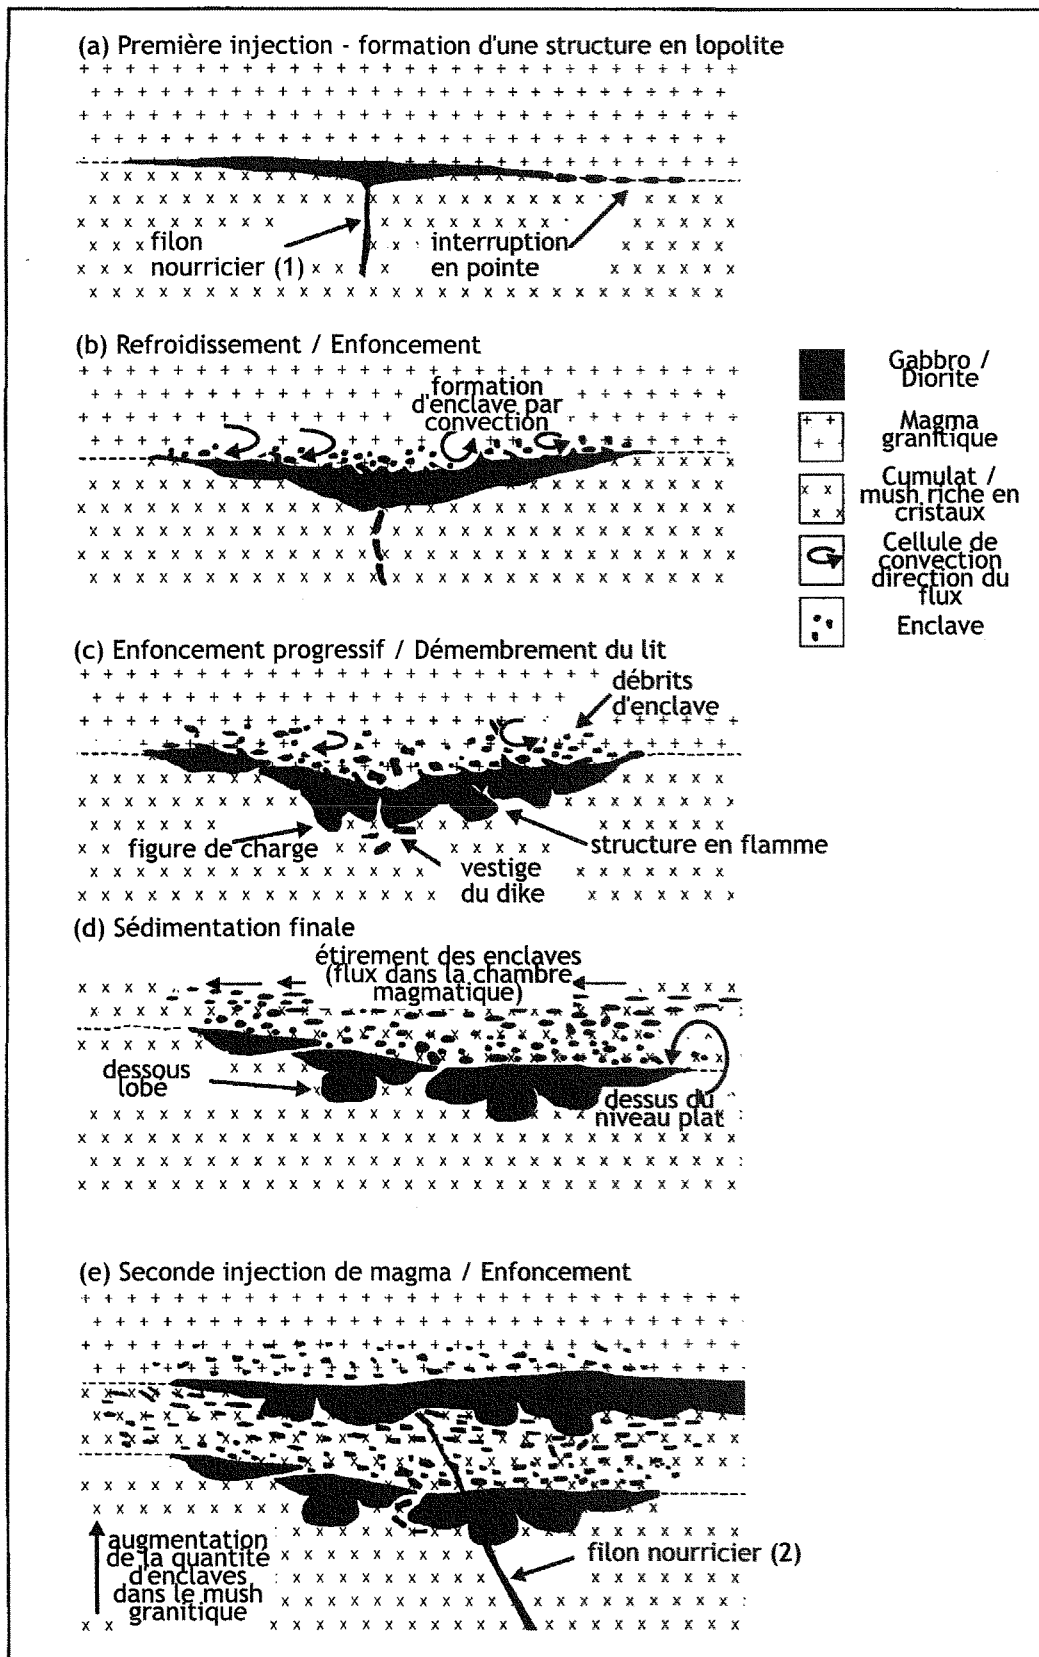 (a) Première injection - formation d'une structure en lopolite
filon
nourricier (1)
interruption
en pointe
(b) Refroidissement / Enfoncement
formation
d'enclave par
convection
Gabbro /
Diorite
Magma
granitique
Cumulat /
mush riche en
cristaux
Cellule de
convection
direction du
flux
Enclave
(c) Enfoncement progressif / Démembrement du lit
débrits
d'enclave
figure de charge
structure en flamme
vestige
du dike
(d) Sédimentation finale
étirement des enclaves
(flux dans la chambre
magmatique)
dessous
lobé
dessus du
niveau plat
(e) Seconde injection de magma / Enfoncement
augmentation
de la quantité
d'enclaves
dans le mush
granitique
filon nourricier (2)